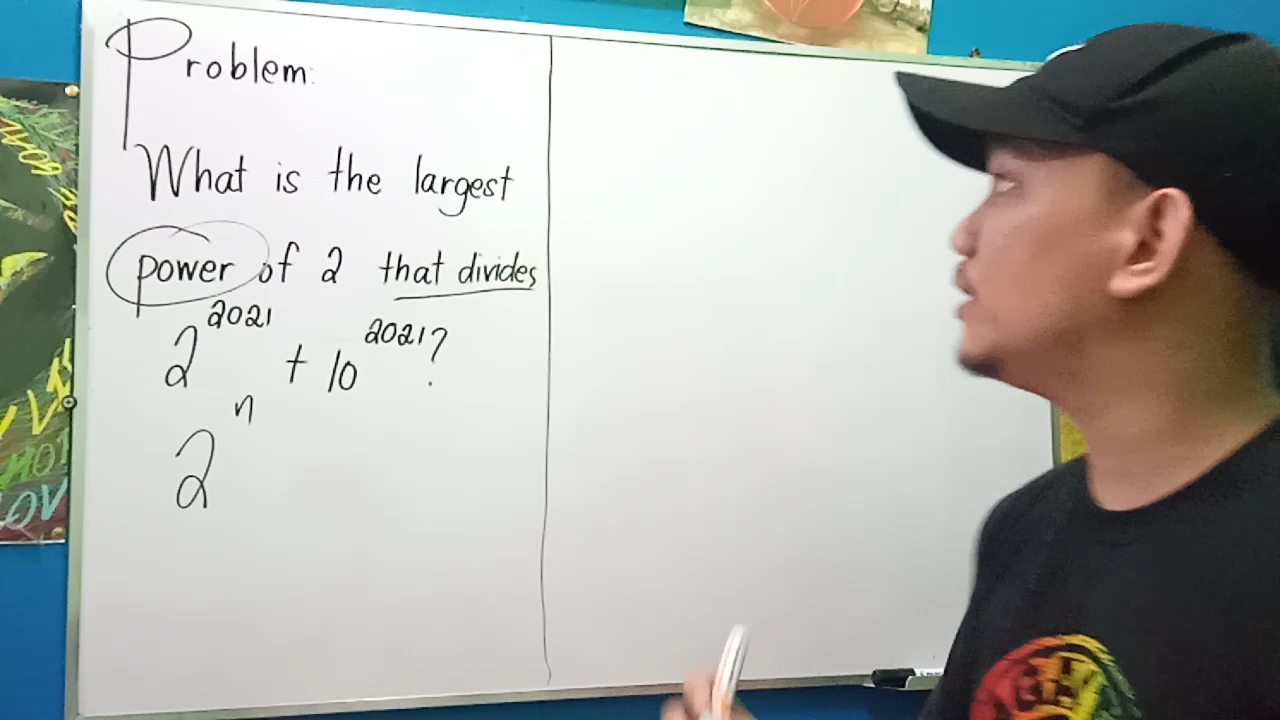 Problem:
What is the largest
power of 2 that divides
2^2021 + 10^2021?
2^n